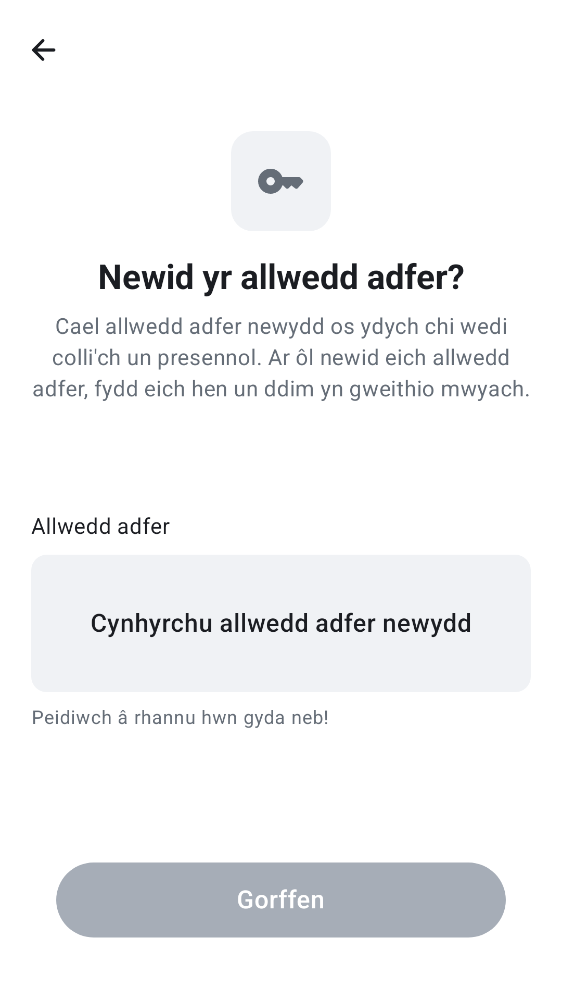 Newid yr allwedd adfer?
Cael allwedd adfer newydd os ydych chi wedi
colli'ch un presennol. Ar ôl newid eich allwedd
adfer, fydd eich hen un ddim yn gweithio mwyach.
Allwedd adfer
Cynhyrchu allwedd adfer newydd
Peidiwch â rhannu hwn gyda neb!
Gorffen